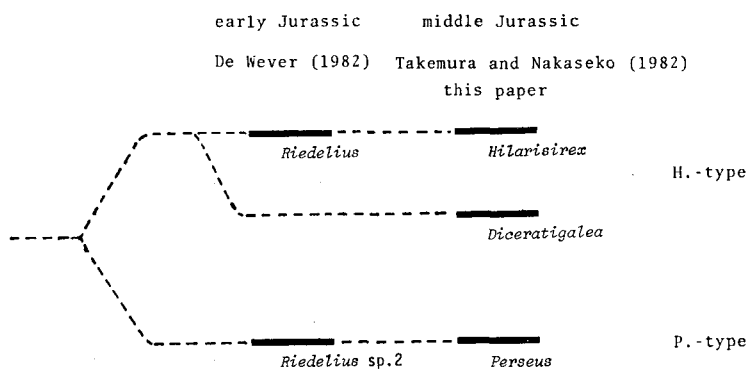 early Jurassic middle Jurassic
De Wever (1982) Takemura and Nakaseko (1982)
this paper
Riedelius Hilarisirex
H.-type
Diceratigalea
P.-type
Riedelius sp.2 Perseus